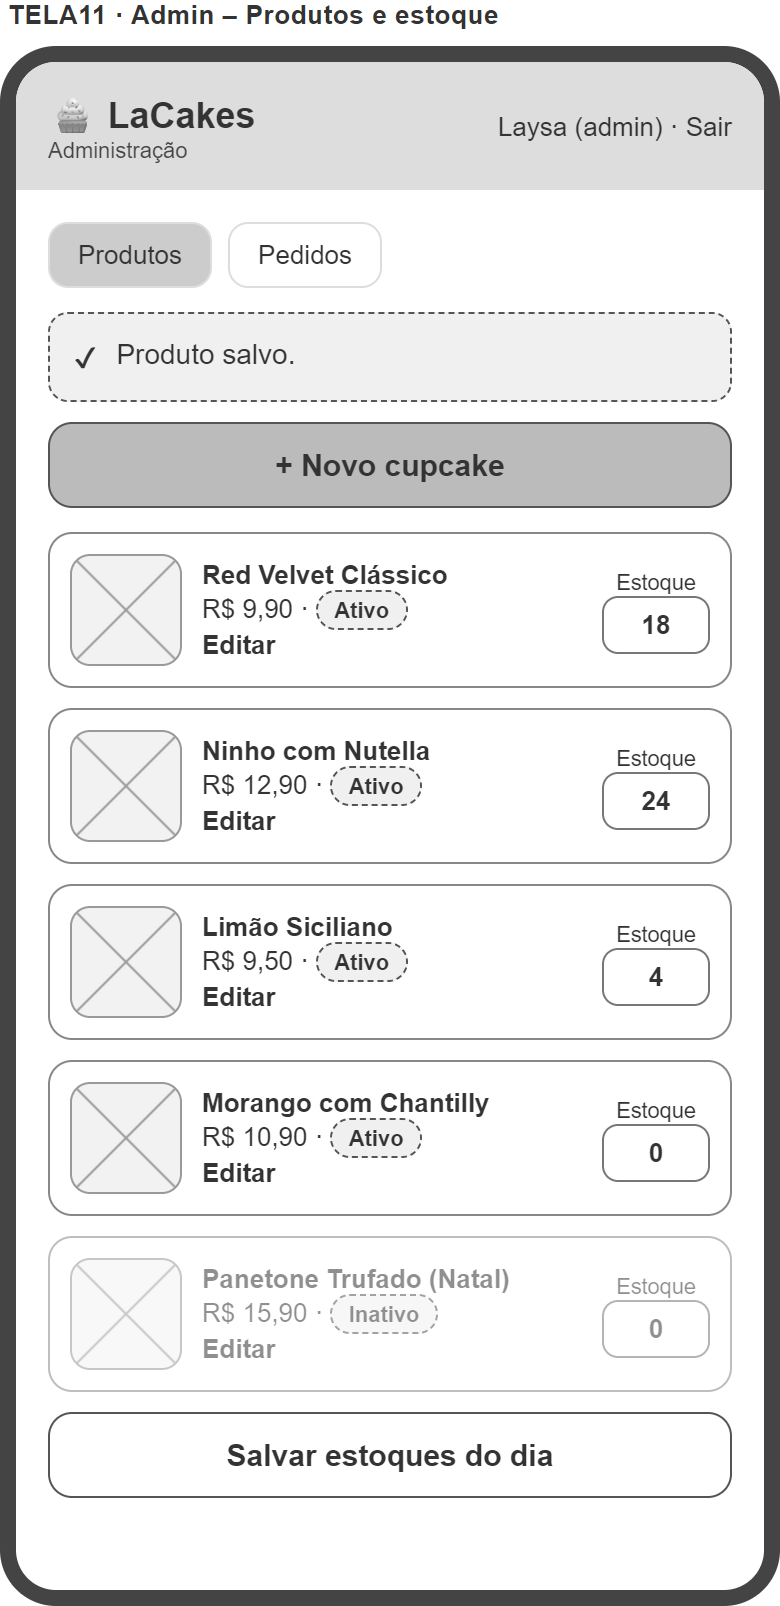 TELA11 · Admin – Produtos e estoque
LaCakes
Administração
Laysa (admin) · Sair
Produtos
Pedidos
✓ Produto salvo.
+ Novo cupcake
Red Velvet Clássico
R$ 9,90 · Ativo
Editar
Estoque
18
Ninho com Nutella
R$ 12,90 · Ativo
Editar
Estoque
24
Limão Siciliano
R$ 9,50 · Ativo
Editar
Estoque
4
Morango com Chantilly
R$ 10,90 · Ativo
Editar
Estoque
0
Panetone Trufado (Natal)
R$ 15,90 · Inativo
Editar
Estoque
0
Salvar estoques do dia